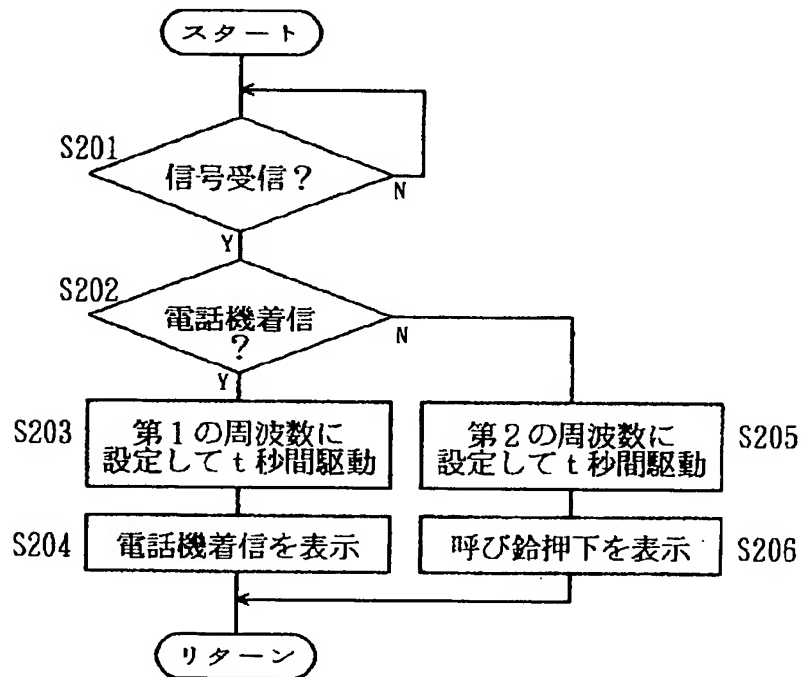 スタート
S201
信号受信?
N
Y
S202
電話機着信
?
N
Y
S203
第1の周波数に
設定してt秒間駆動
第2の周波数に
設定してt秒間駆動
S205
S204
電話機着信を表示
呼び鈴押下を表示
S206
リターン